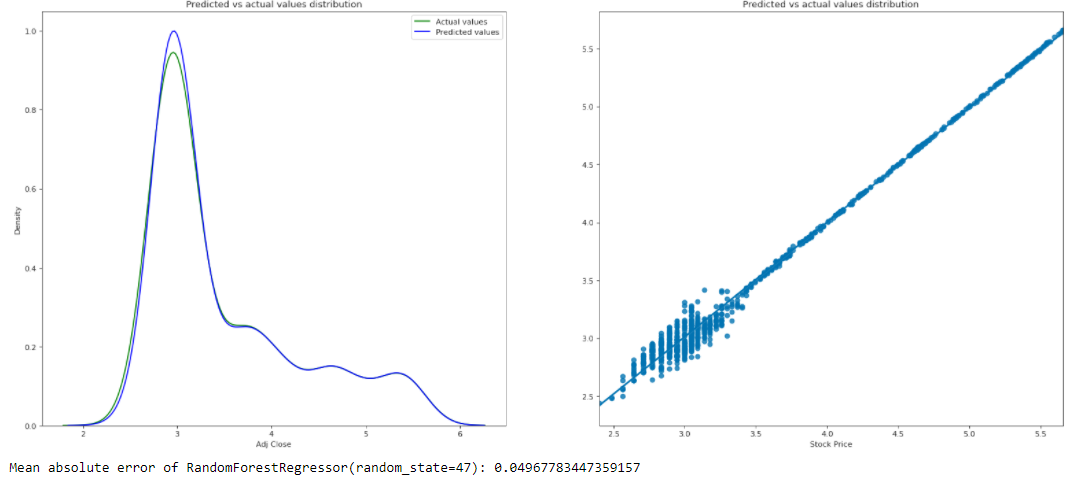 Predicted vs actual values distribution
Actual values
Predicted values
1.0
0.8
0.6
0.4
0.2
0.0
Density
2 3 4 5 6
Adj Close
Predicted vs actual values distribution
5.5
5.0
4.5
4.0
3.5
3.0
2.5
2.5 3.0 3.5 4.0 4.5 5.0 5.5
Stock Price
Mean absolute error of RandomForestRegressor(random_state=47): 0.04967783447359157